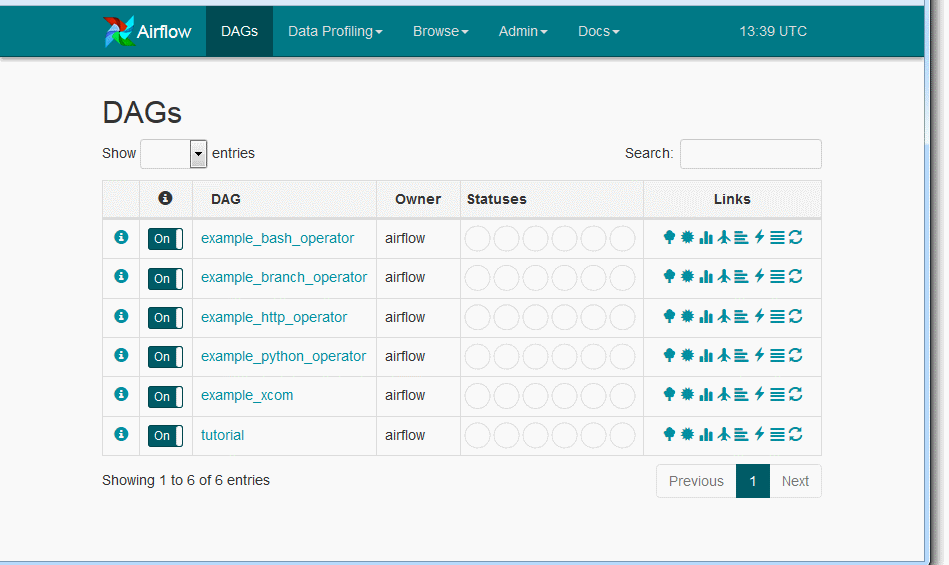 Airflow DAGs Data Profiling Browse Admin Docs 13:39 UTC
DAGs
Show entries Search:
DAG Owner Statuses Links
On example_bash_operator airflow
On example_branch_operator airflow
On example_http_operator airflow
On example_python_operator airflow
On example_xcom airflow
On tutorial airflow
Showing 1 to 6 of 6 entries Previous 1 Next